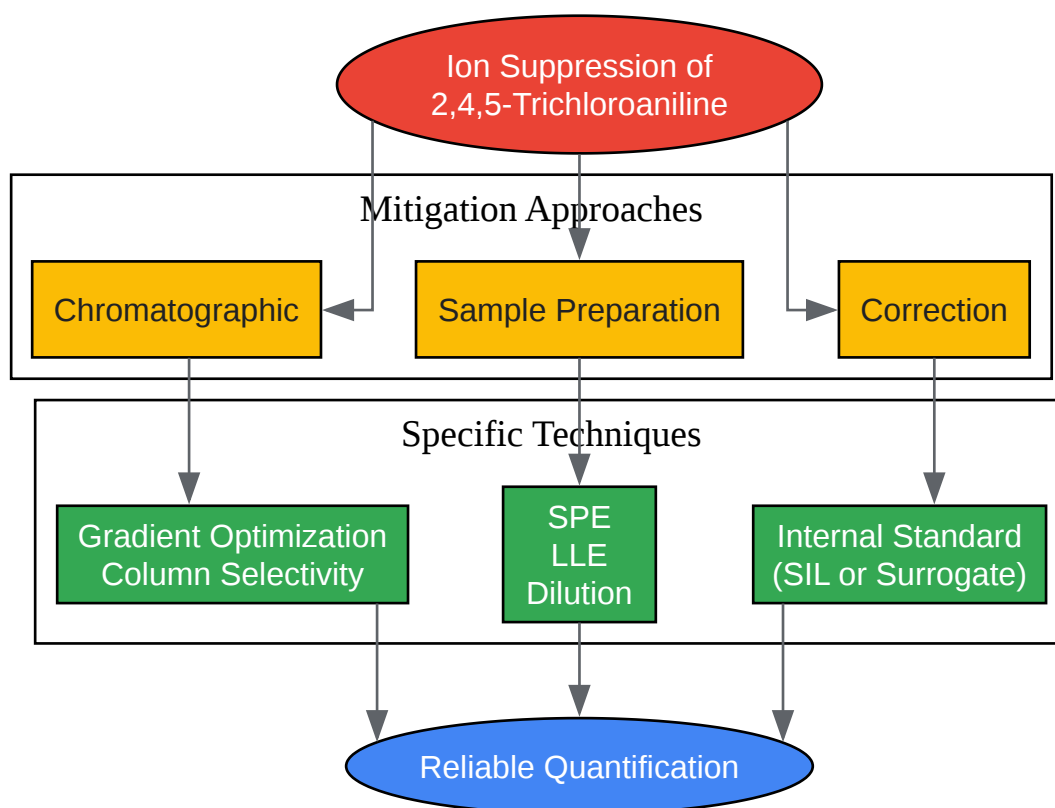 Ion Suppression of
2,4,5-Trichloroaniline
Mitigation Approaches
Chromatographic
Sample Preparation
Correction
Specific Techniques
Gradient Optimization
Column Selectivity
SPE
LLE
Dilution
Internal Standard
(SIL or Surrogate)
Reliable Quantification